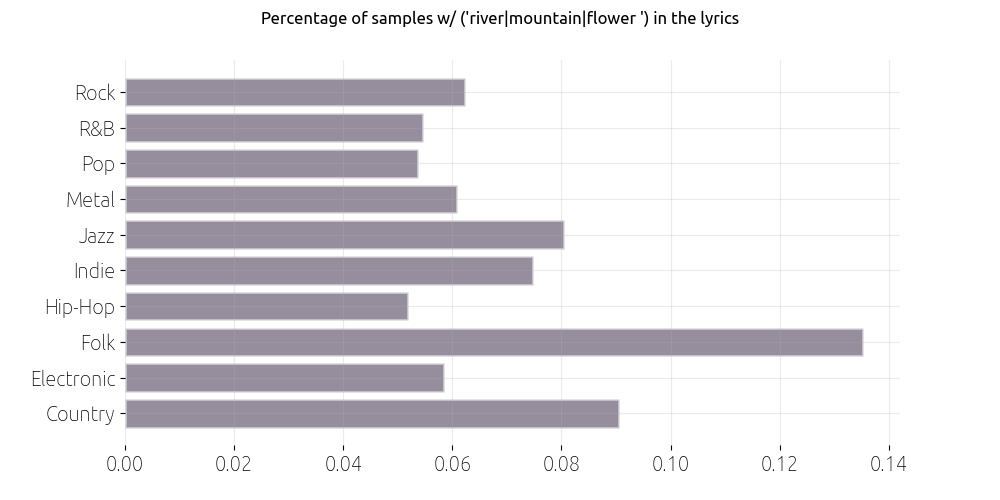 Percentage of samples w/ ('river|mountain|flower ') in the lyrics
Rock
R&B
Pop
Metal
Jazz
Indie
Hip-Hop
Folk
Electronic
Country
0.00 0.02 0.04 0.06 0.08 0.10 0.12 0.14